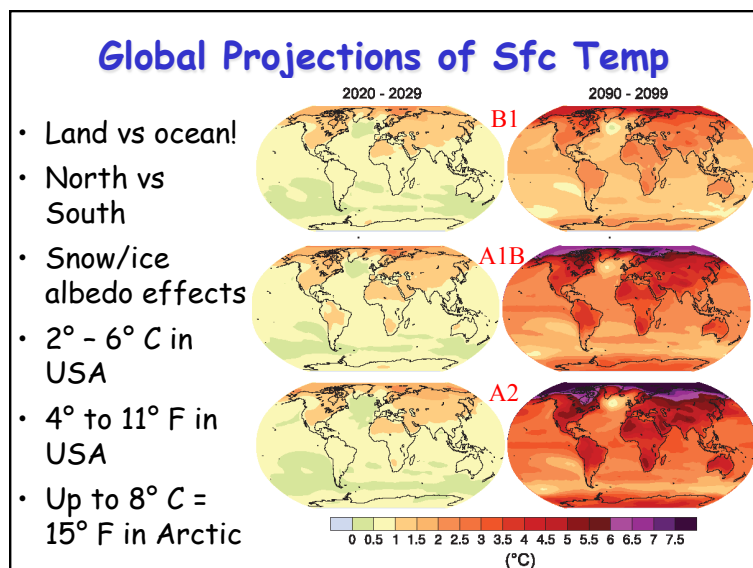 Global Projections of Sfc Temp
• Land vs ocean!
• North vs
South
• Snow/ice
albedo effects
• 2° – 6° C in
USA
• 4° to 11° F in
USA
• Up to 8° C =
15° F in Arctic
2020 - 2029
2090 - 2099
B1
A1B
A2
0 0.5 1 1.5 2 2.5 3 3.5 4 4.5 5 5.5 6 6.5 7 7.5
(°C)